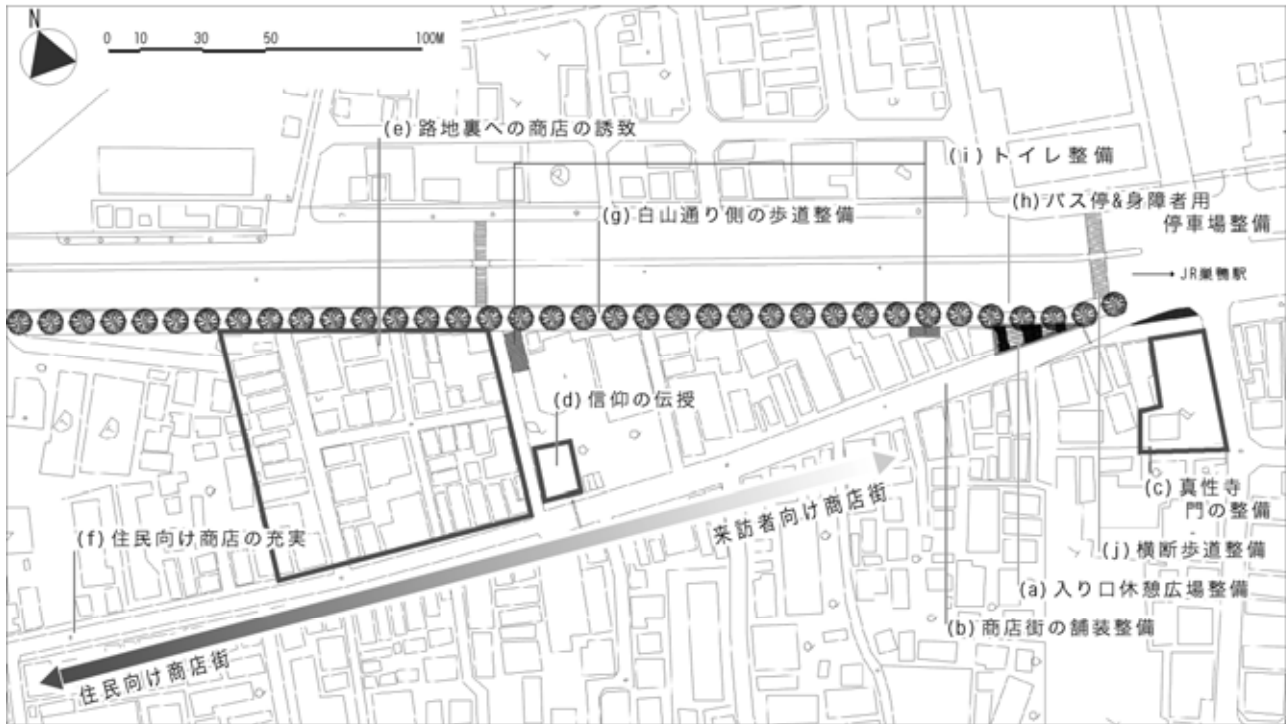 N
0 10 30 50 100M
(e) 路地裏への商店の誘致
(i) トイレ整備
(g) 白山通り側の歩道整備
(h) バス停&身障者用
停車場整備
JR巣鴨駅
(d) 信仰の伝授
(c) 真性寺
門の整備
来訪者向け商店街
(f) 住民向け商店の充実
(j) 横断歩道整備
(a) 入り口休憩広場整備
(b) 商店街の舗装整備
住民向け商店街